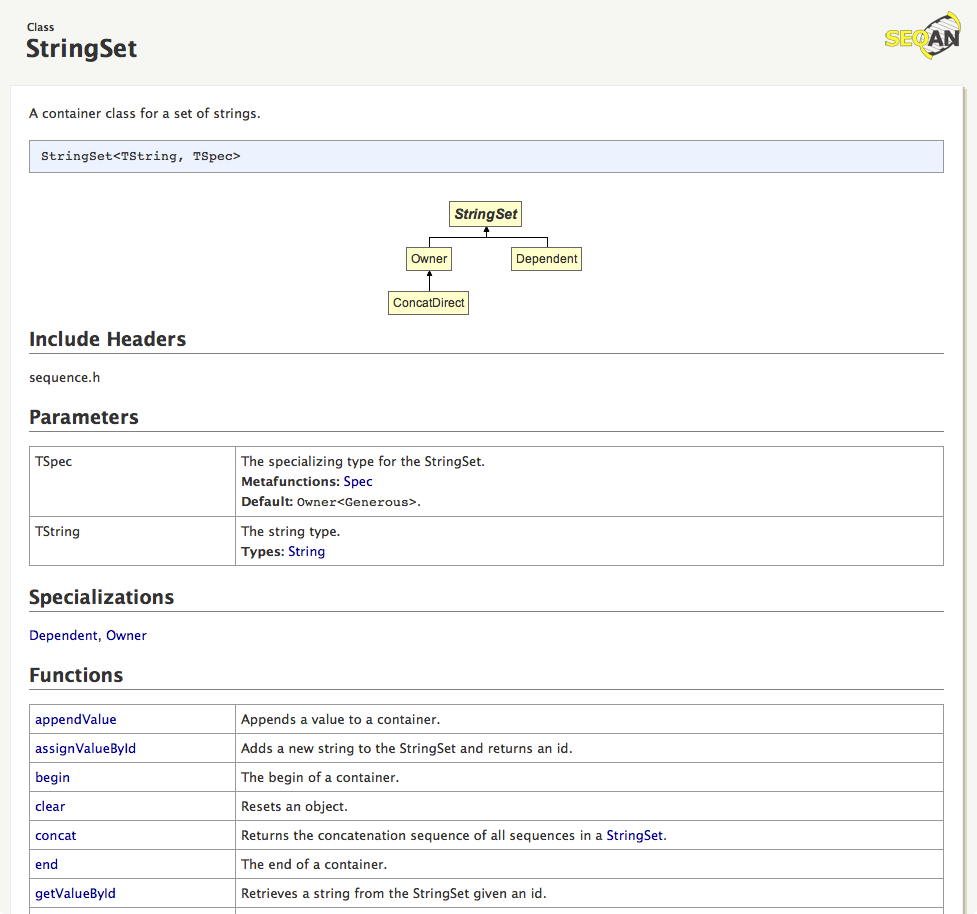 Class
StringSet
SEQAN
A container class for a set of strings.
StringSet<TString, TSpec>
StringSet
Owner
Dependent
ConcatDirect
Include Headers
sequence.h
Parameters
TSpec
The specializing type for the StringSet.
Metafunctions: Spec
Default: Owner<Generous>.
TString
The string type.
Types: String
Specializations
Dependent, Owner
Functions
appendValue
Appends a value to a container.
assignValueById
Adds a new string to the StringSet and returns an id.
begin
The begin of a container.
clear
Resets an object.
concat
Returns the concatenation sequence of all sequences in a StringSet.
end
The end of a container.
getValueById
Retrieves a string from the StringSet given an id.